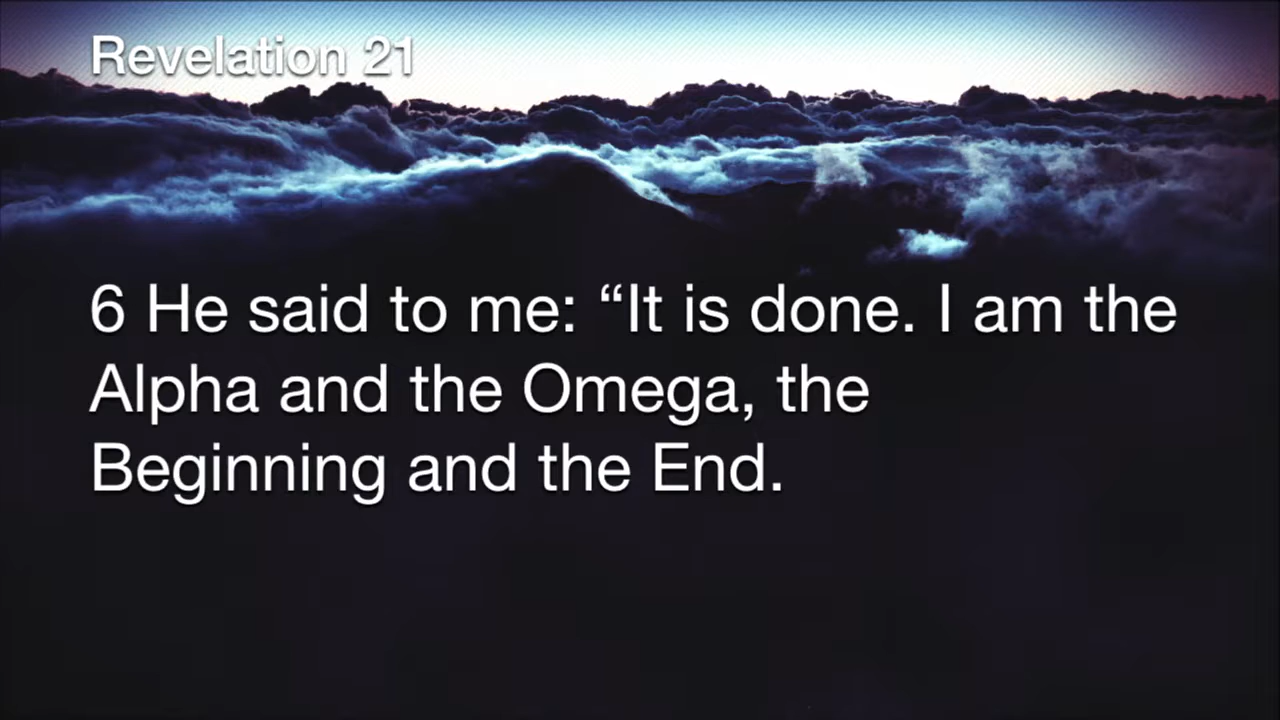 Revelation 21
6 He said to me: “It is done. I am the
Alpha and the Omega, the
Beginning and the End.